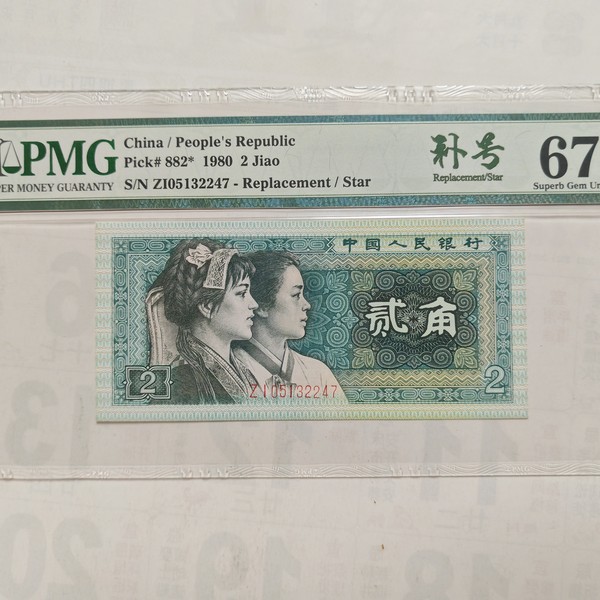 PMG
PER MONEY GUARANTY
China / People's Republic
Pick# 882* 1980 2 Jiao
S/N ZI05132247 - Replacement / Star
补号
Replacement/Star
67
Superb Gem Un
中国人民银行
贰角
2
ZI05132247
2